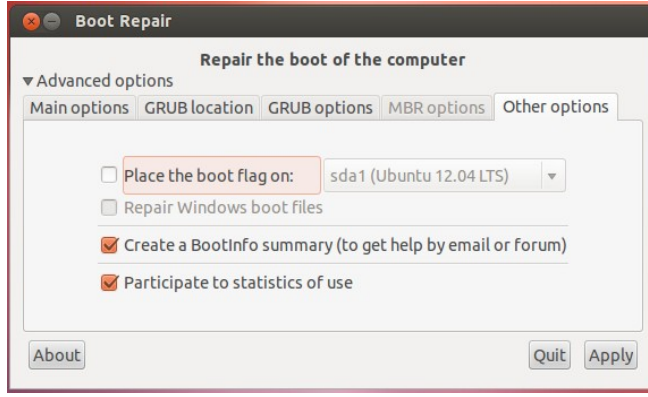 Boot Repair
Repair the boot of the computer
Advanced options
Main options GRUB location GRUB options MBR options Other options
Place the boot flag on: sda1 (Ubuntu 12.04 LTS)
Repair Windows boot files
Create a BootInfo summary (to get help by email or forum)
Participate to statistics of use
About Quit Apply